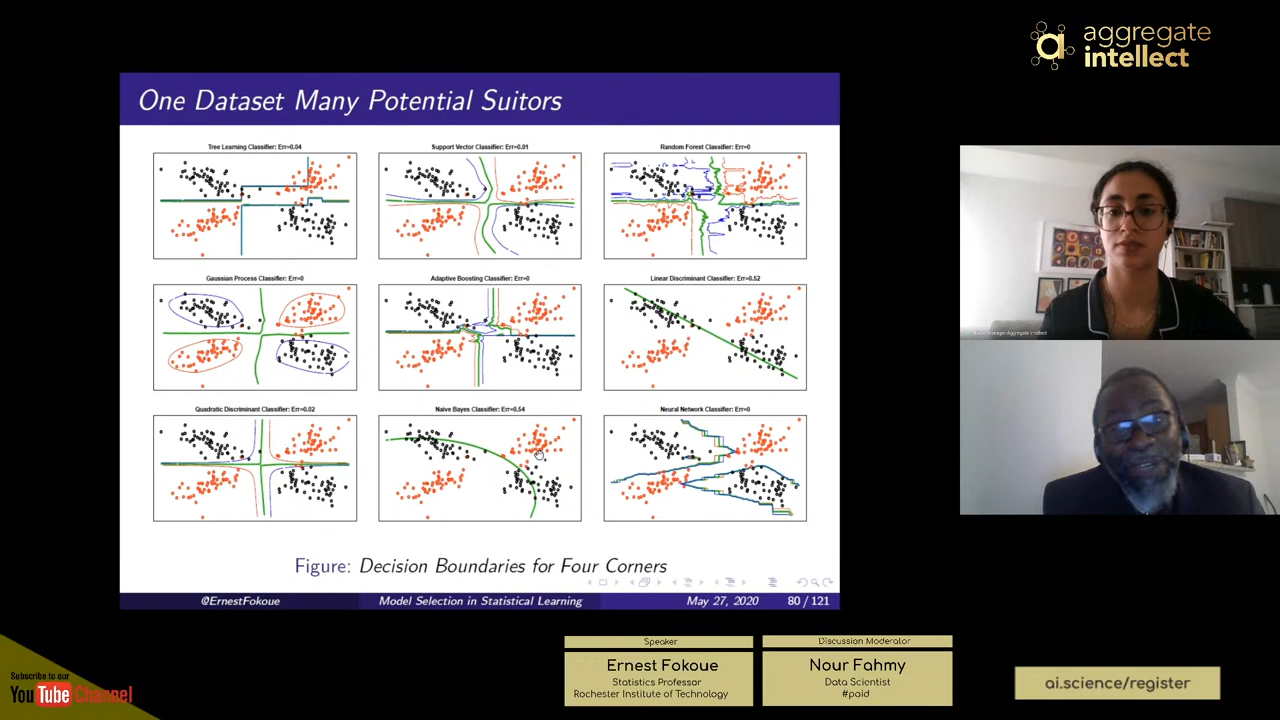 aggregate
intellect
One Dataset Many Potential Suitors
Tree Learning Classifier: Err=0.04
Support Vector Classifier: Err=0.01
Random Forest Classifier: Err=0
Gaussian Process Classifier: Err=0
Adaptive Boosting Classifier: Err=0
Linear Discriminant Classifier: Err=0.52
Quadratic Discriminant Classifier: Err=0.02
Naive Bayes Classifier: Err=0.54
Neural Network Classifier: Err=0
Figure: Decision Boundaries for Four Corners
@ErnestFokoue
Model Selection in Statistical Learning
May 27, 2020
80 / 121
Manager-Aggregate Intellect
Speaker
Ernest Fokoue
Statistics Professor
Rochester Institute of Technology
Discussion Moderator
Nour Fahmy
Data Scientist
#paid
Subscribe to our
YouTube Channel
ai.science/register